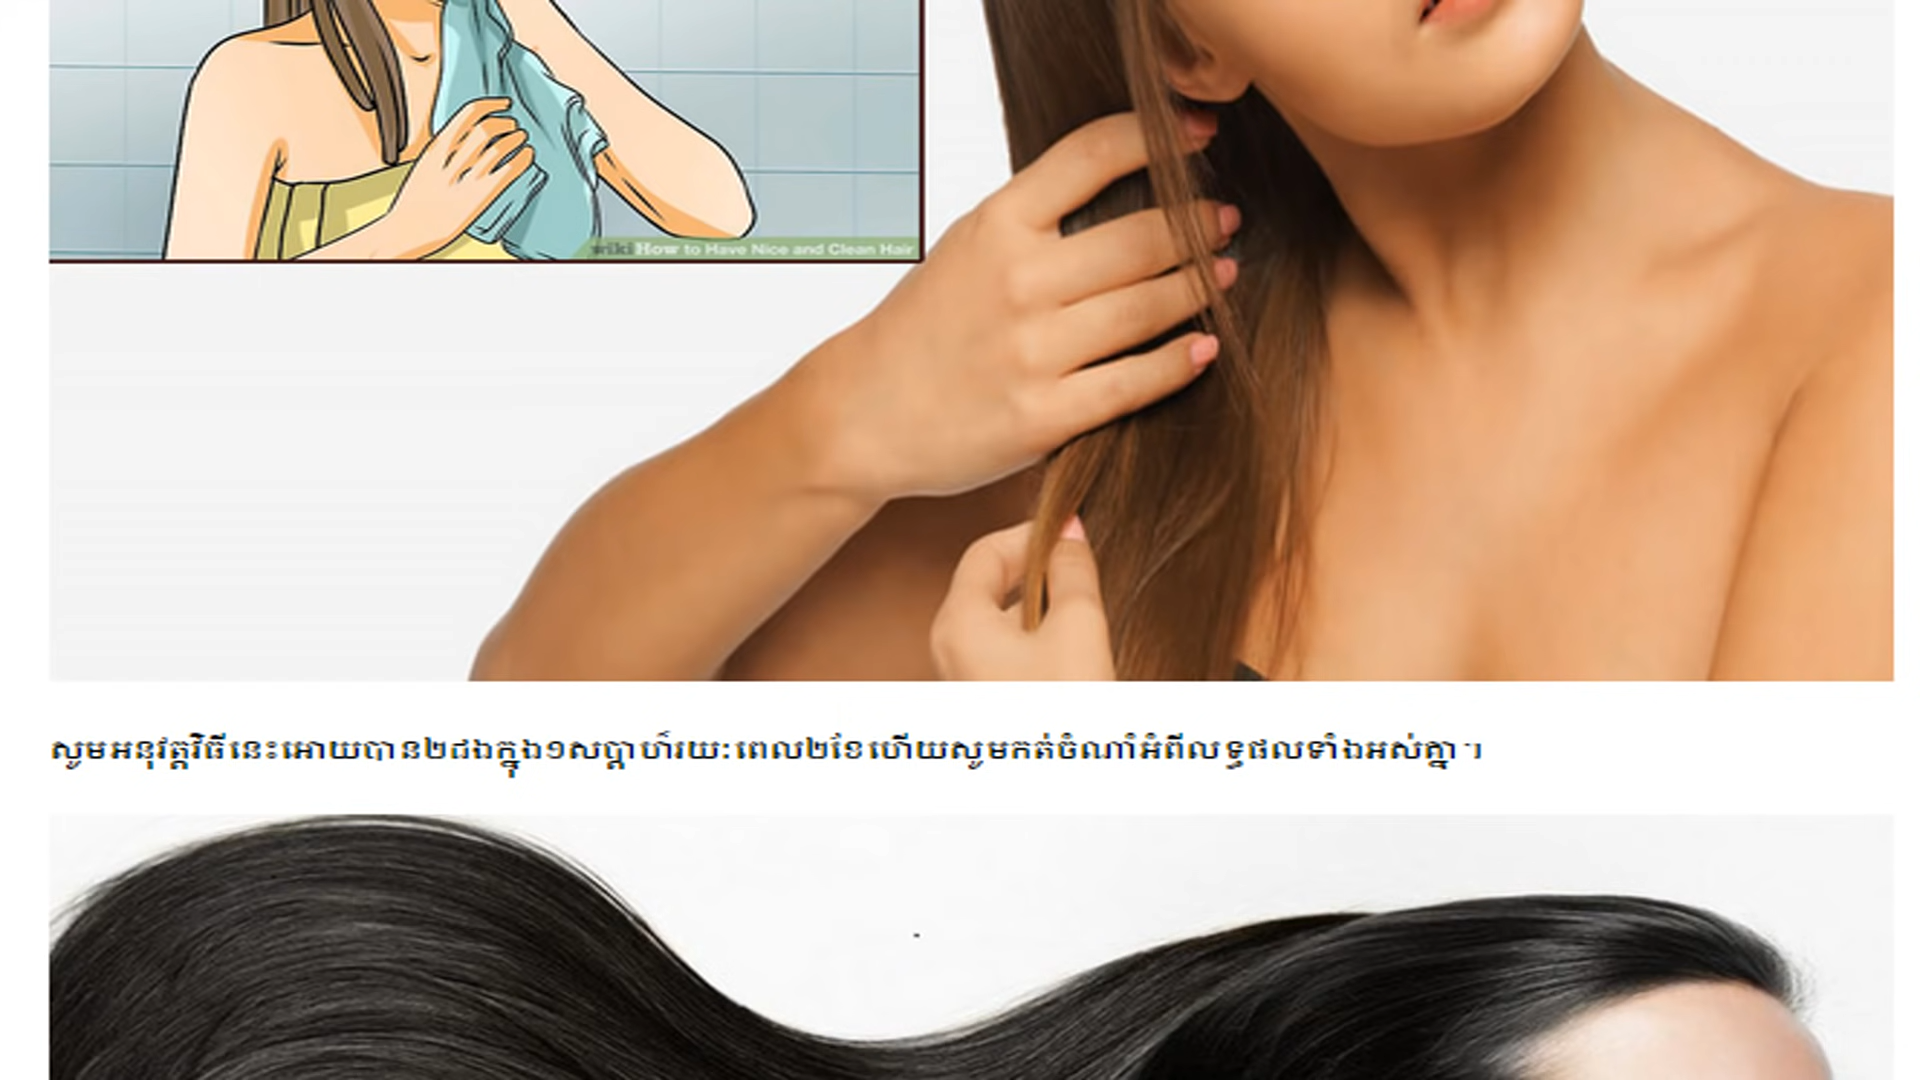 wikiHow to Have Nice and Clean Hair
សូមអនុវត្តវិធីនេះអោយបាន២ដងក្នុង១សប្តាហ៍រយៈពេល២ខែហើយសូមកត់ចំណាំអំពីលទ្ធផលទាំងអស់គ្នា។